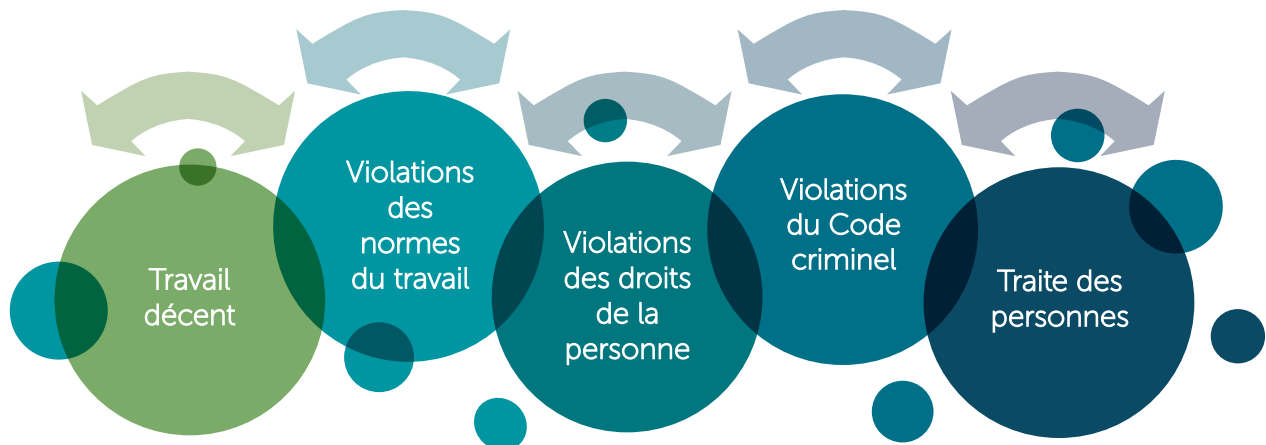 Travail
décent
Violations
des
normes
du travail
Violations
des droits
de la
personne
Violations
du Code
criminel
Traite des
personnes